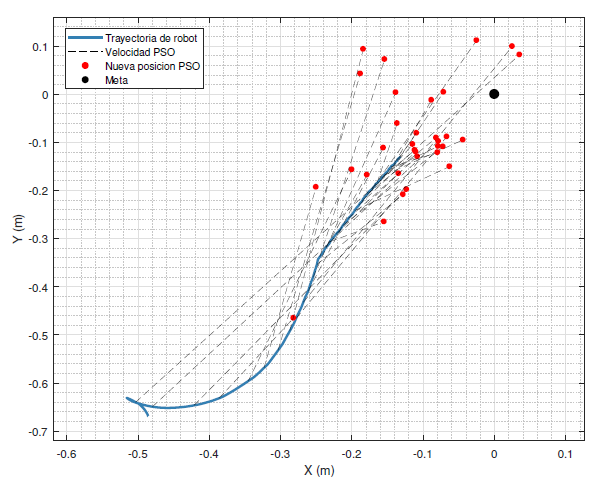 Trayectoria de robot
Velocidad PSO
Nueva posicion PSO
Meta
0.1
0
-0.1
-0.2
-0.3
-0.4
-0.5
-0.6
-0.7
Y (m)
-0.6 -0.5 -0.4 -0.3 -0.2 -0.1 0 0.1
X (m)